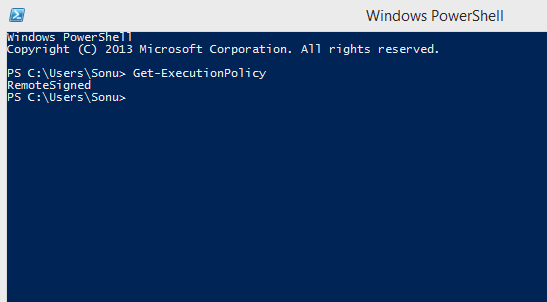 Windows PowerShell
Windows PowerShell
Copyright (C) 2013 Microsoft Corporation. All rights reserved.
PS C:\Users\Sonu> Get-ExecutionPolicy
RemoteSigned
PS C:\Users\Sonu>